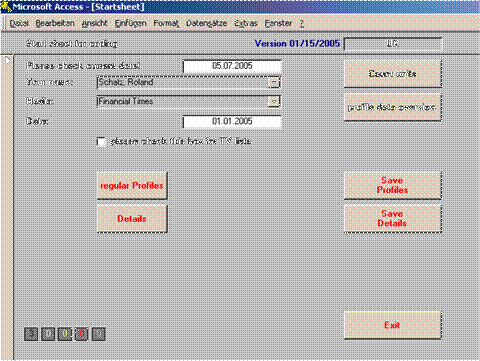 Microsoft Access - [Startsheet]
Datei Bearbeiten Ansicht Einfügen Format Datensätze Extras Fenster ?
Start sheet for coding Version 01/15/2005
Please check current date! 05.07.2005
Your name: Schatz, Roland Count units
Media: Financial Times profile data overview
Date: 01.01.2005
please check this box for TV lists
regular Profiles Save Profiles
Details Save Details
Exit